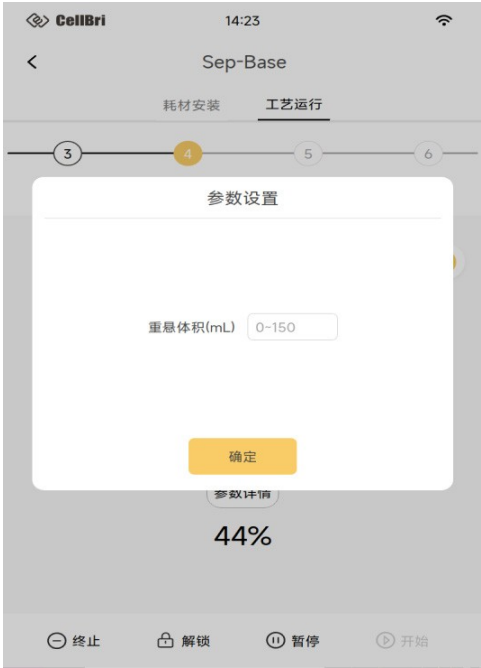 CellBri 14:23
Sep-Base
耗材安装 工艺运行
3 4 5 6
参数设置
重悬体积(mL) 0-150
确定
参数详情
44%
终止 解锁 暂停 开始